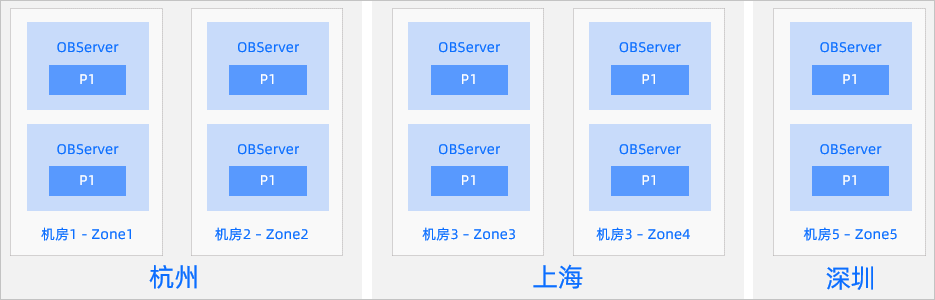 OBServer
P1
OBServer
P1
机房1 - Zone1
OBServer
P1
OBServer
P1
机房2 - Zone2
杭州
OBServer
P1
OBServer
P1
机房3 - Zone3
OBServer
P1
OBServer
P1
机房3 - Zone4
上海
OBServer
P1
OBServer
P1
机房5 - Zone5
深圳